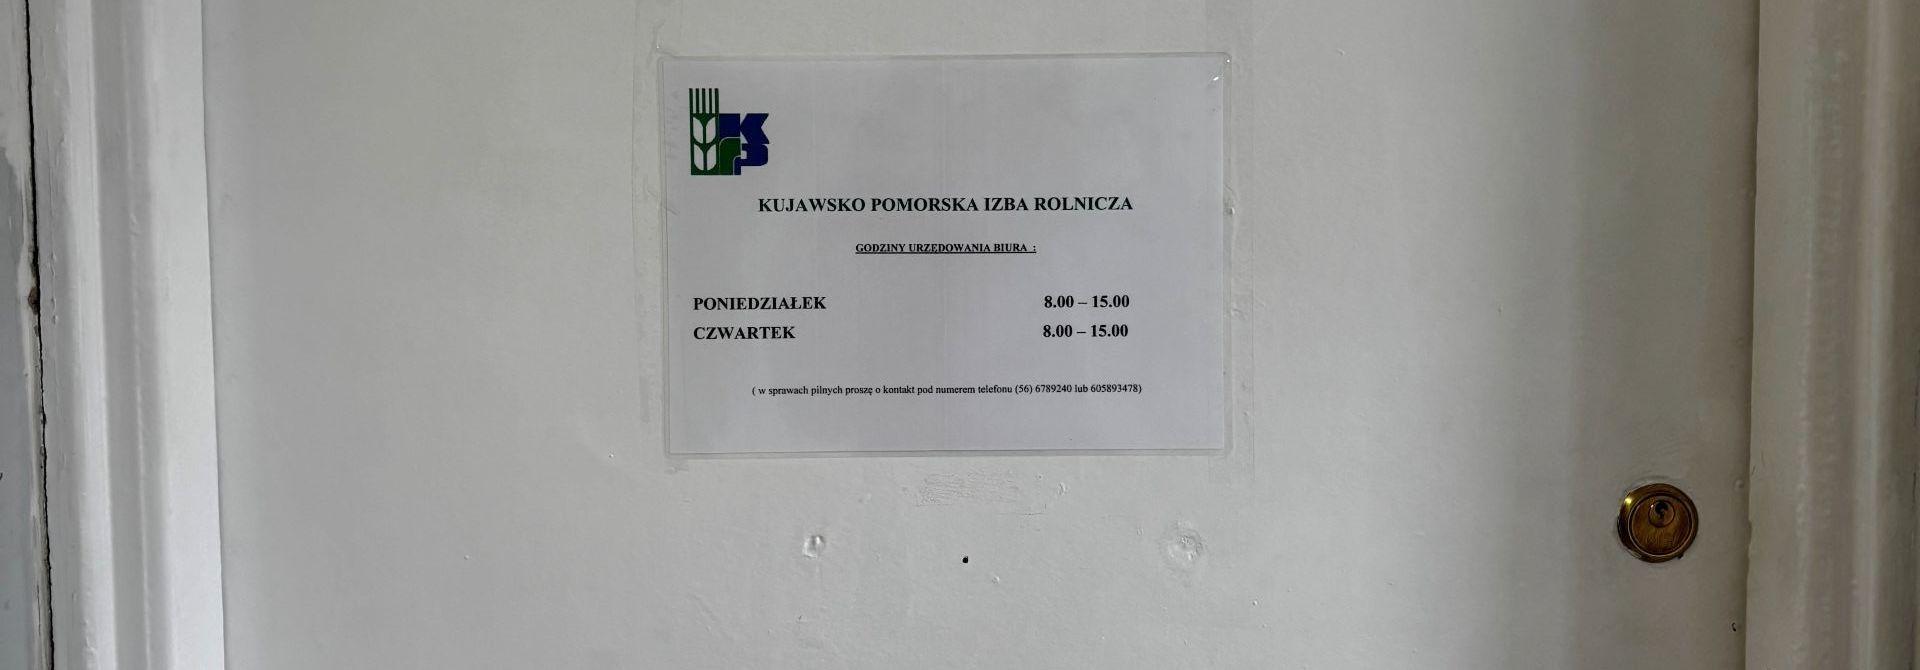 KP
KUJAWSKO POMORSKA IZBA ROLNICZA
GODZINY URZĘDOWANIA BIURA :
PONIEDZIAŁEK 8.00 – 15.00
CZWARTEK 8.00 – 15.00
( w sprawach pilnych proszę o kontakt pod numerem telefonu (56) 6789240 lub 605893478)